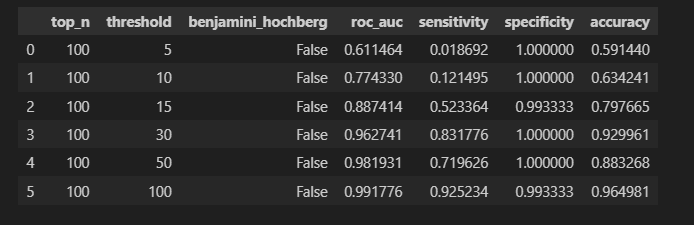 top_n threshold benjamini_hochberg roc_auc sensitivity specificity accuracy
0 100 5 False 0.611464 0.018692 1.000000 0.591440
1 100 10 False 0.774330 0.121495 1.000000 0.634241
2 100 15 False 0.887414 0.523364 0.993333 0.797665
3 100 30 False 0.962741 0.831776 1.000000 0.929961
4 100 50 False 0.981931 0.719626 1.000000 0.883268
5 100 100 False 0.991776 0.925234 0.993333 0.964981